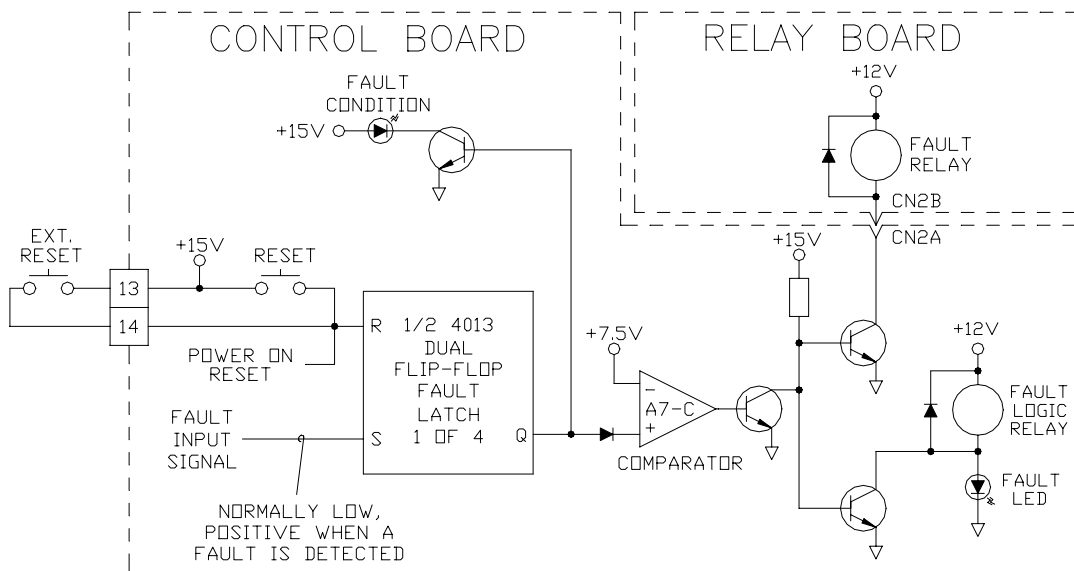 CONTROL BOARD
RELAY BOARD
FAULT
CONDITION
+15V
+12V
FAULT
RELAY
CN2B
CN2A
EXT.
RESET
+15V
RESET
13
14
POWER ON
RESET
R
1/2 4013
DUAL
FLIP-FLOP
FAULT
LATCH
1 OF 4
S
Q
FAULT
INPUT
SIGNAL
NORMALLY LOW,
POSITIVE WHEN A
FAULT IS DETECTED
+7.5V
-
A7-C
+
COMPARATOR
+15V
+12V
FAULT
LOGIC
RELAY
FAULT
LED